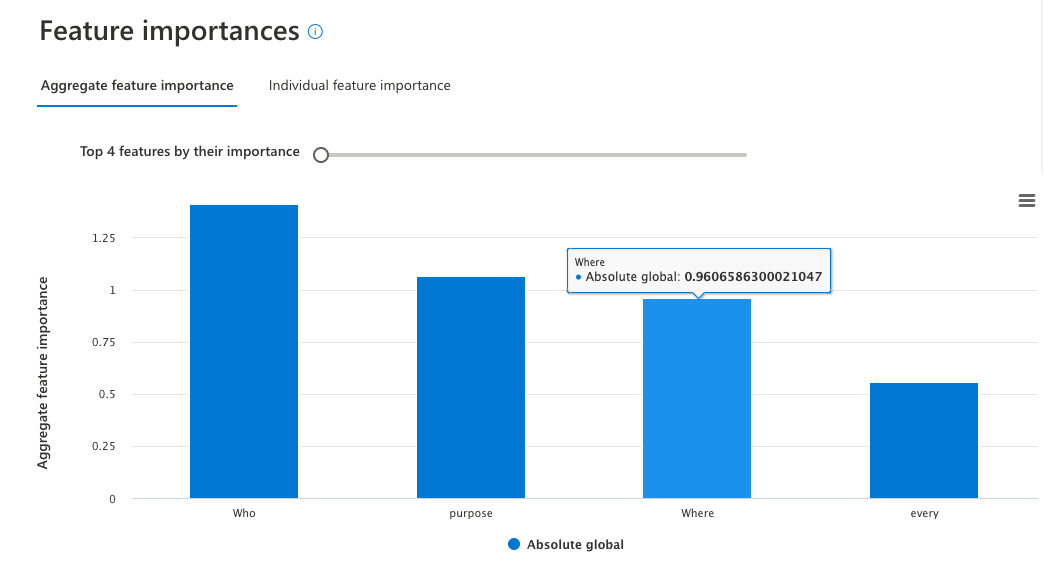 Feature importances
Aggregate feature importance
Individual feature importance
Top 4 features by their importance
1.25
1
0.75
0.5
0.25
0
Aggregate feature importance
Where
Absolute global: 0.9606586300021047
Who
purpose
Where
every
Absolute global